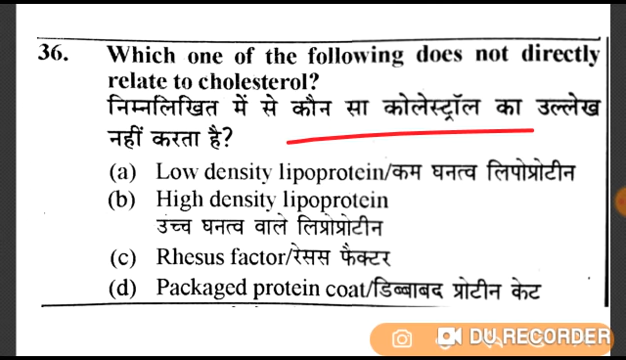 36. Which one of the following does not directly
relate to cholesterol?
निम्नलिखित में से कौन सा कोलेस्ट्रॉल का उल्लेख
नहीं करता है?
(a) Low density lipoprotein/कम घनत्व लिपोप्रोटीन
(b) High density lipoprotein
उच्च घनत्व वाले लिप्रोप्रोटीन
(c) Rhesus factor/रेसस फैक्टर
(d) Packaged protein coat/डिब्बाबद प्रोटीन केट
DU RECORDER